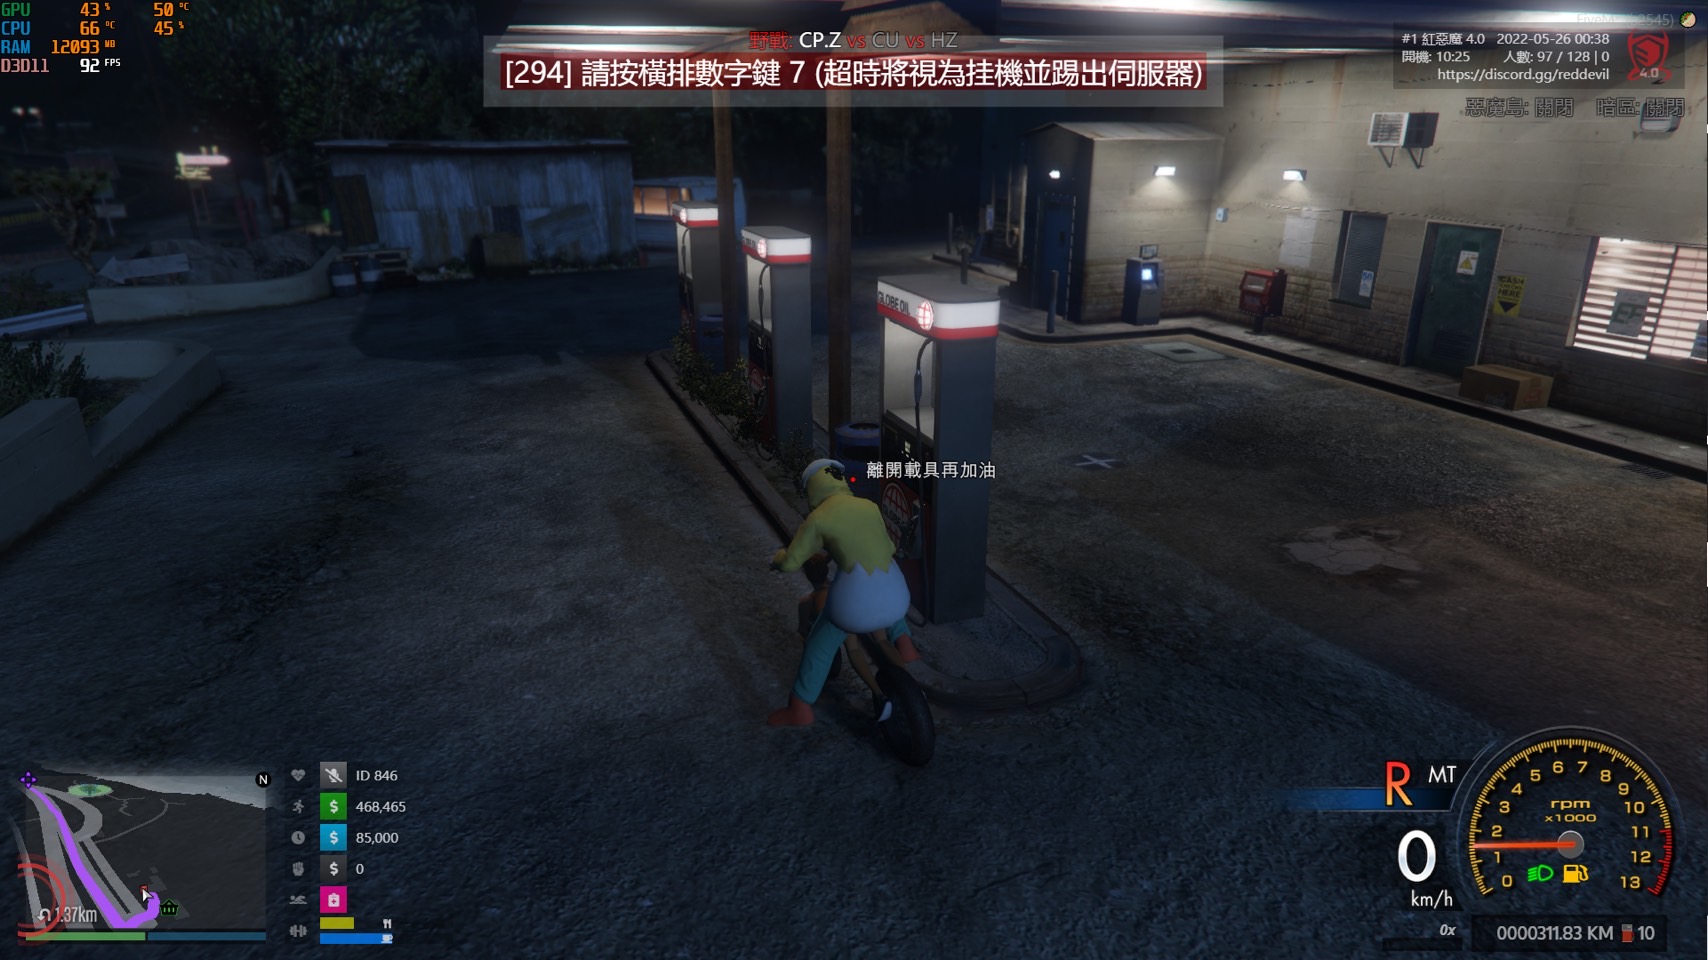 GPU 43 % 50 °C
CPU 66 °C 45 %
RAM 12093 MB
D3D11 92 FPS
野戰: CP.Z vs CU vs HZ
[294] 請按橫排數字鍵 7 (超時將視為挂機並踢出伺服器)
#1 紅惡魔 4.0 2022-05-26 00:38
開機: 10:25 人數: 97 / 128 | 0
https://discord.gg/reddevil
4.0
惡魔島: 關閉 暗區: 關閉
GLOBE OIL
離開載具再加油
N
1.37km
ID 846
$ 468,465
$ 85,000
$ 0
R MT
0 1 2 3 4 5 6 7 8 9 10 11 12 13
rpm
x1000
0
km/h
0x
0000311.83 KM 10